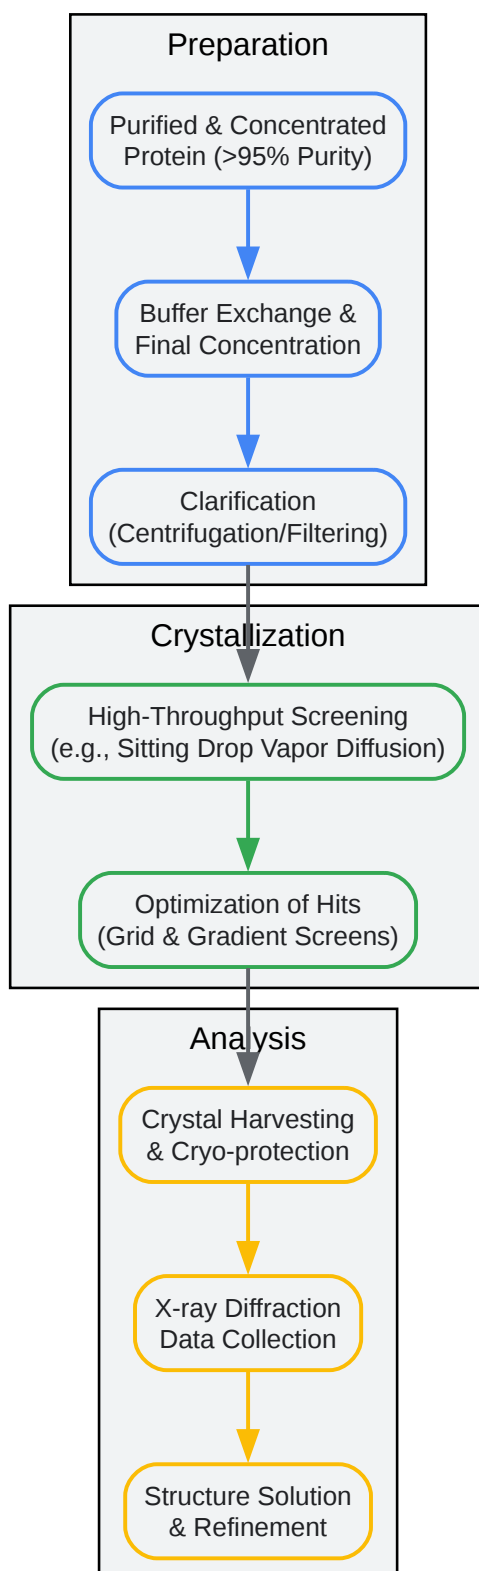 Preparation
Purified & Concentrated
Protein (>95% Purity)
Buffer Exchange &
Final Concentration
Clarification
(Centrifugation/Filtering)
Crystallization
High-Throughput Screening
(e.g., Sitting Drop Vapor Diffusion)
Optimization of Hits
(Grid & Gradient Screens)
Analysis
Crystal Harvesting
& Cryo-protection
X-ray Diffraction
Data Collection
Structure Solution
& Refinement